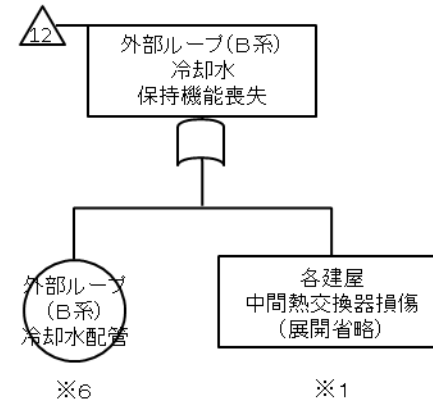 12
外部ループ(B系)
冷却水
保持機能喪失
外部ループ
(B系)
冷却水配管
各建屋
中間熱交換器損傷
(展開省略)
※6
※1